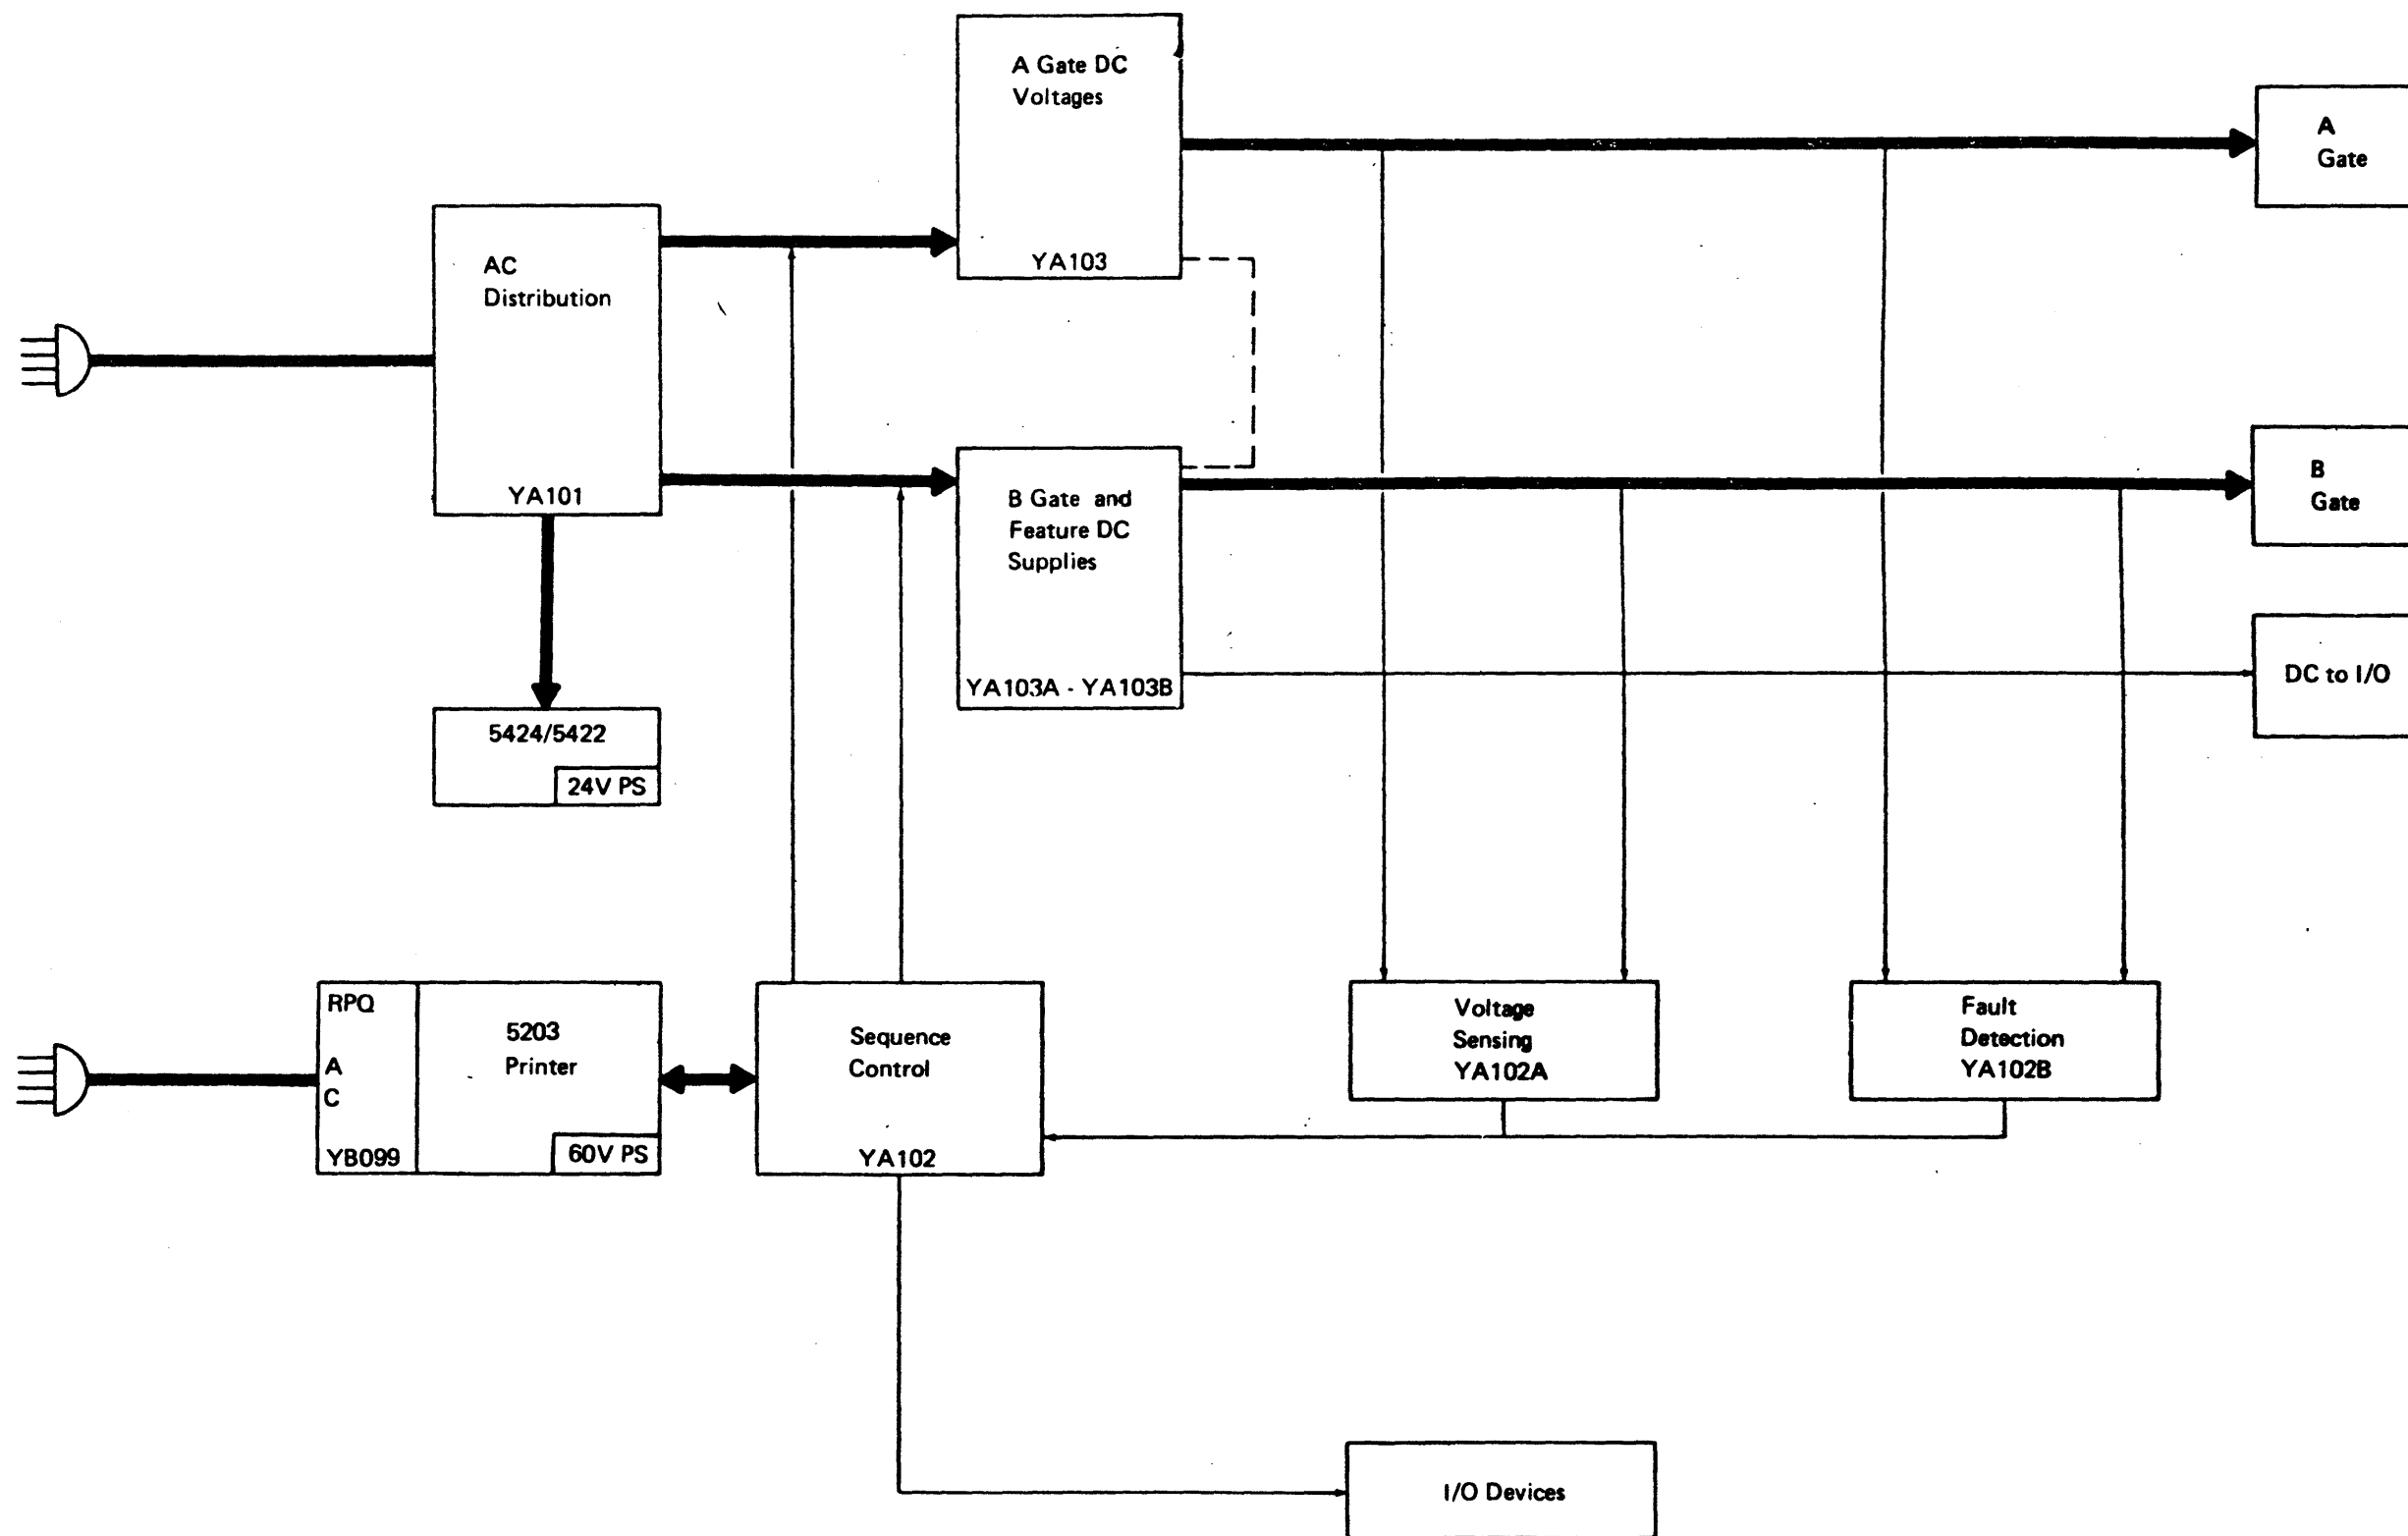 A Gate DC
Voltages
YA103
A
Gate
AC
Distribution
YA101
B Gate and
Feature DC
Supplies
YA103A - YA103B
B
Gate
DC to I/O
5424/5422
24V PS
RPQ
A
C
YB099
5203
Printer
60V PS
Sequence
Control
YA102
Voltage
Sensing
YA102A
Fault
Detection
YA102B
I/O Devices